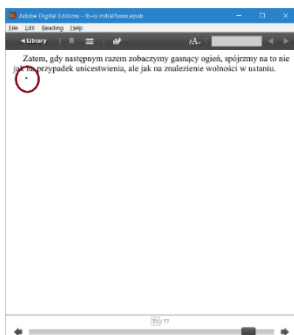 Adobe Digital Editions -
File Edit Reading Help
◄ Library A
Zatem, gdy następnym razem zobaczymy gasnący ogień, spójrzmy na to nie
jak na przypadek unicestwienia, ale jak na znalezienie wolności w ustaniu.
•
/ 77